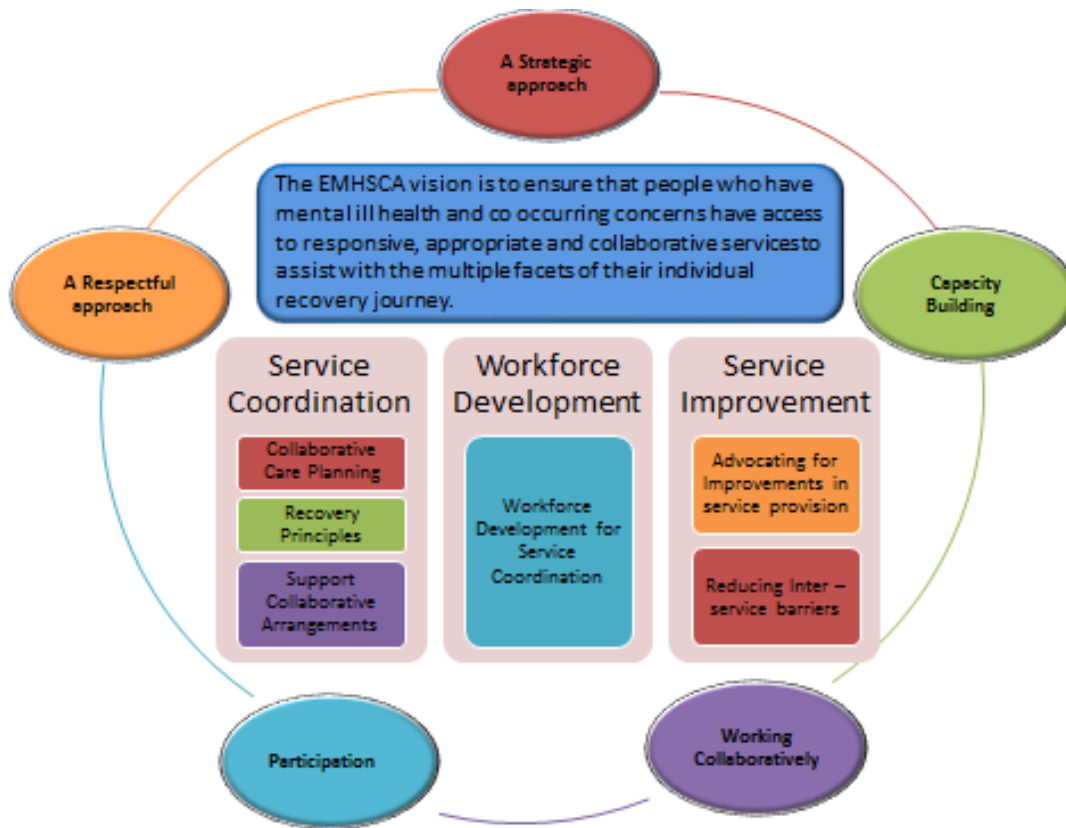 A Strategic
approach
The EMHSCA vision is to ensure that people who have
mental ill health and co occurring concerns have access
to responsive, appropriate and collaborative servicesto
assist with the multiple facets of their individual
recovery journey.
A Respectful
approach
Capacity
Building
Service
Coordination
Collaborative
Care Planning
Recovery
Principles
Support
Collaborative
Arrangements
Workforce
Development
Workforce
Development for
Service
Coordination
Service
Improvement
Advocating for
Improvements in
service provision
Reducing Inter –
service barriers
Participation
Working
Collaboratively